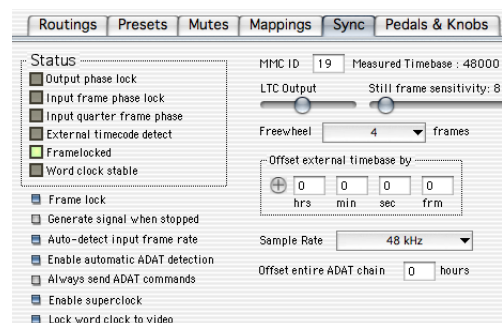 Routings Presets Mutes Mappings Sync Pedals & Knobs
Status
Output phase lock
Input frame phase lock
Input quarter frame phase
External timecode detect
Framelocked
Word clock stable
Frame lock
Generate signal when stopped
Auto-detect input frame rate
Enable automatic ADAT detection
Always send ADAT commands
Enable superclock
Lock word clock to video
MMC ID 19 Measured Timebase : 48000
LTC Output Still frame sensitivity: 8
Freewheel 4 frames
Offset external timebase by
0 0 0 0
hrs min sec frm
Sample Rate 48 kHz
Offset entire ADAT chain 0 hours